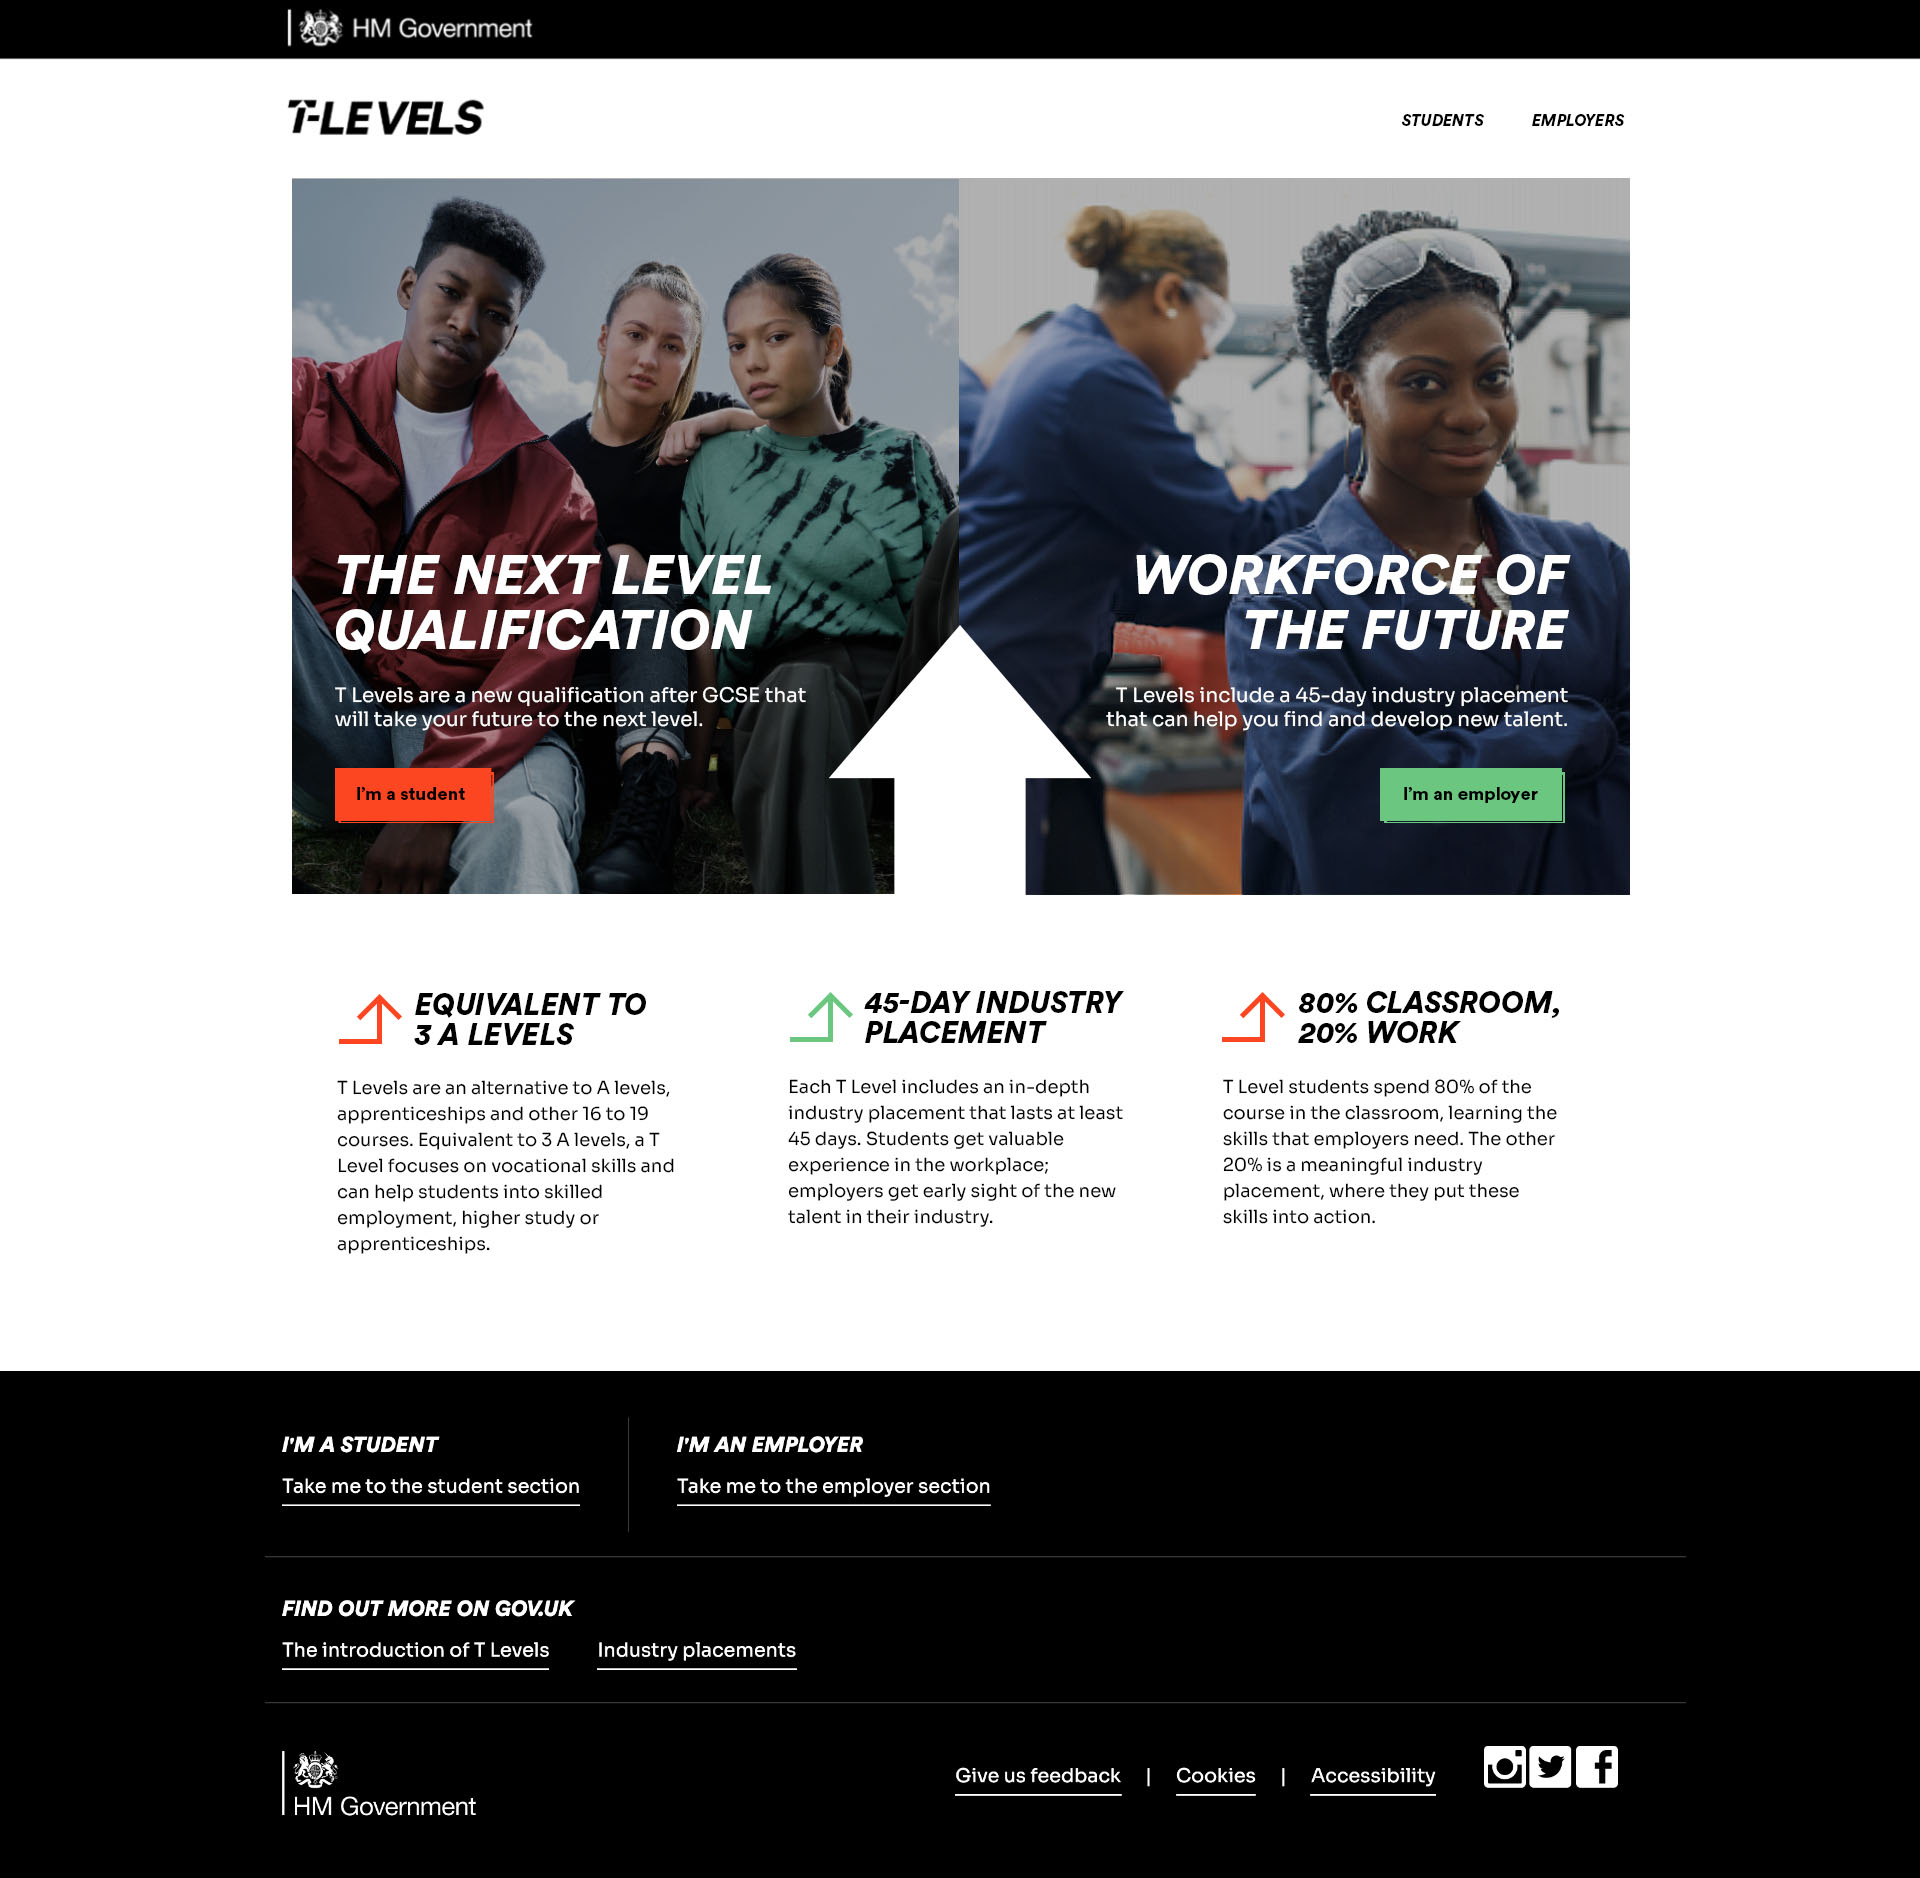 HM Government
T-LEVELS
STUDENTS
EMPLOYERS
THE NEXT LEVEL
QUALIFICATION
T Levels are a new qualification after GCSE that
will take your future to the next level.
I'm a student
WORKFORCE OF
THE FUTURE
T Levels include a 45-day industry placement
that can help you find and develop new talent.
I'm an employer
EQUIVALENT TO
3 A LEVELS
T Levels are an alternative to A levels,
apprenticeships and other 16 to 19
courses. Equivalent to 3 A levels, a T
Level focuses on vocational skills and
can help students into skilled
employment, higher study or
apprenticeships.
45-DAY INDUSTRY
PLACEMENT
Each T Level includes an in-depth
industry placement that lasts at least
45 days. Students get valuable
experience in the workplace;
employers get early sight of the new
talent in their industry.
80% CLASSROOM,
20% WORK
T Level students spend 80% of the
course in the classroom, learning the
skills that employers need. The other
20% is a meaningful industry
placement, where they put these
skills into action.
I'M A STUDENT
Take me to the student section
I'M AN EMPLOYER
Take me to the employer section
FIND OUT MORE ON GOV.UK
The introduction of T Levels
Industry placements
HM Government
Give us feedback | Cookies | Accessibility